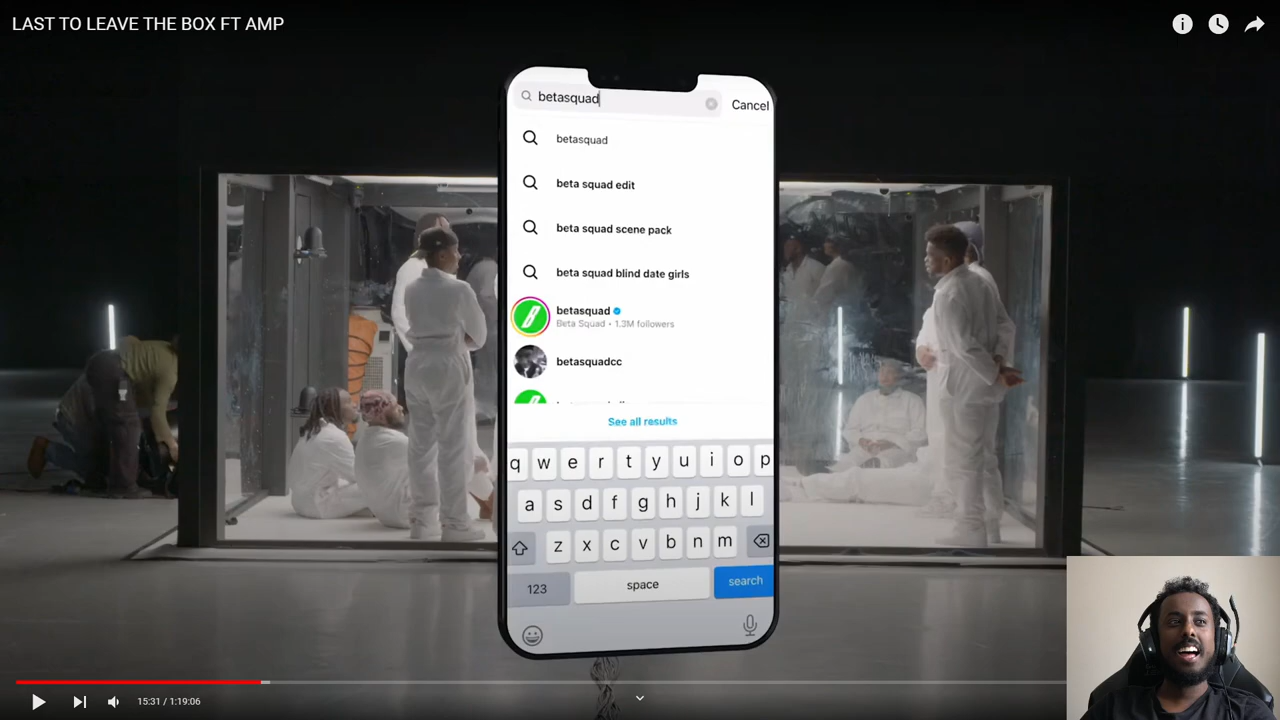 LAST TO LEAVE THE BOX FT AMP
betasquad
Cancel
betasquad
beta squad edit
beta squad scene pack
beta squad blind date girls
betasquad
Beta Squad • 1.3M followers
betasquadcc
See all results
q w e r t y u i o p
a s d f g h j k l
z x c v b n m
123 space search
15:31 / 1:19:06